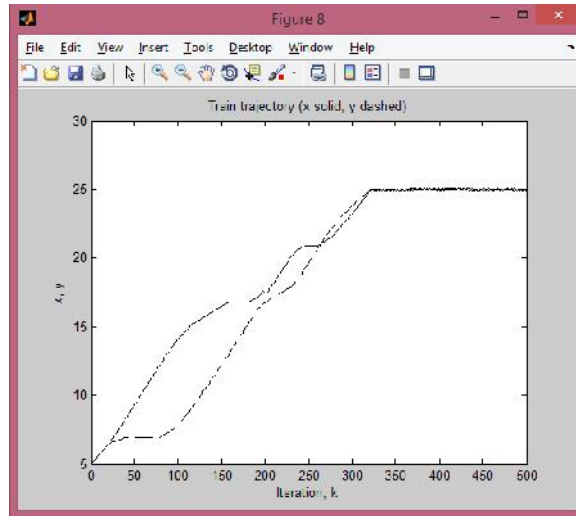 Figure 8
File Edit View Insert Tools Desktop Window Help
Train trajectory (x solid, y dashed)
30
25
20
15
10
5
x, y
0 50 100 150 200 250 300 350 400 450 500
Iteration, k